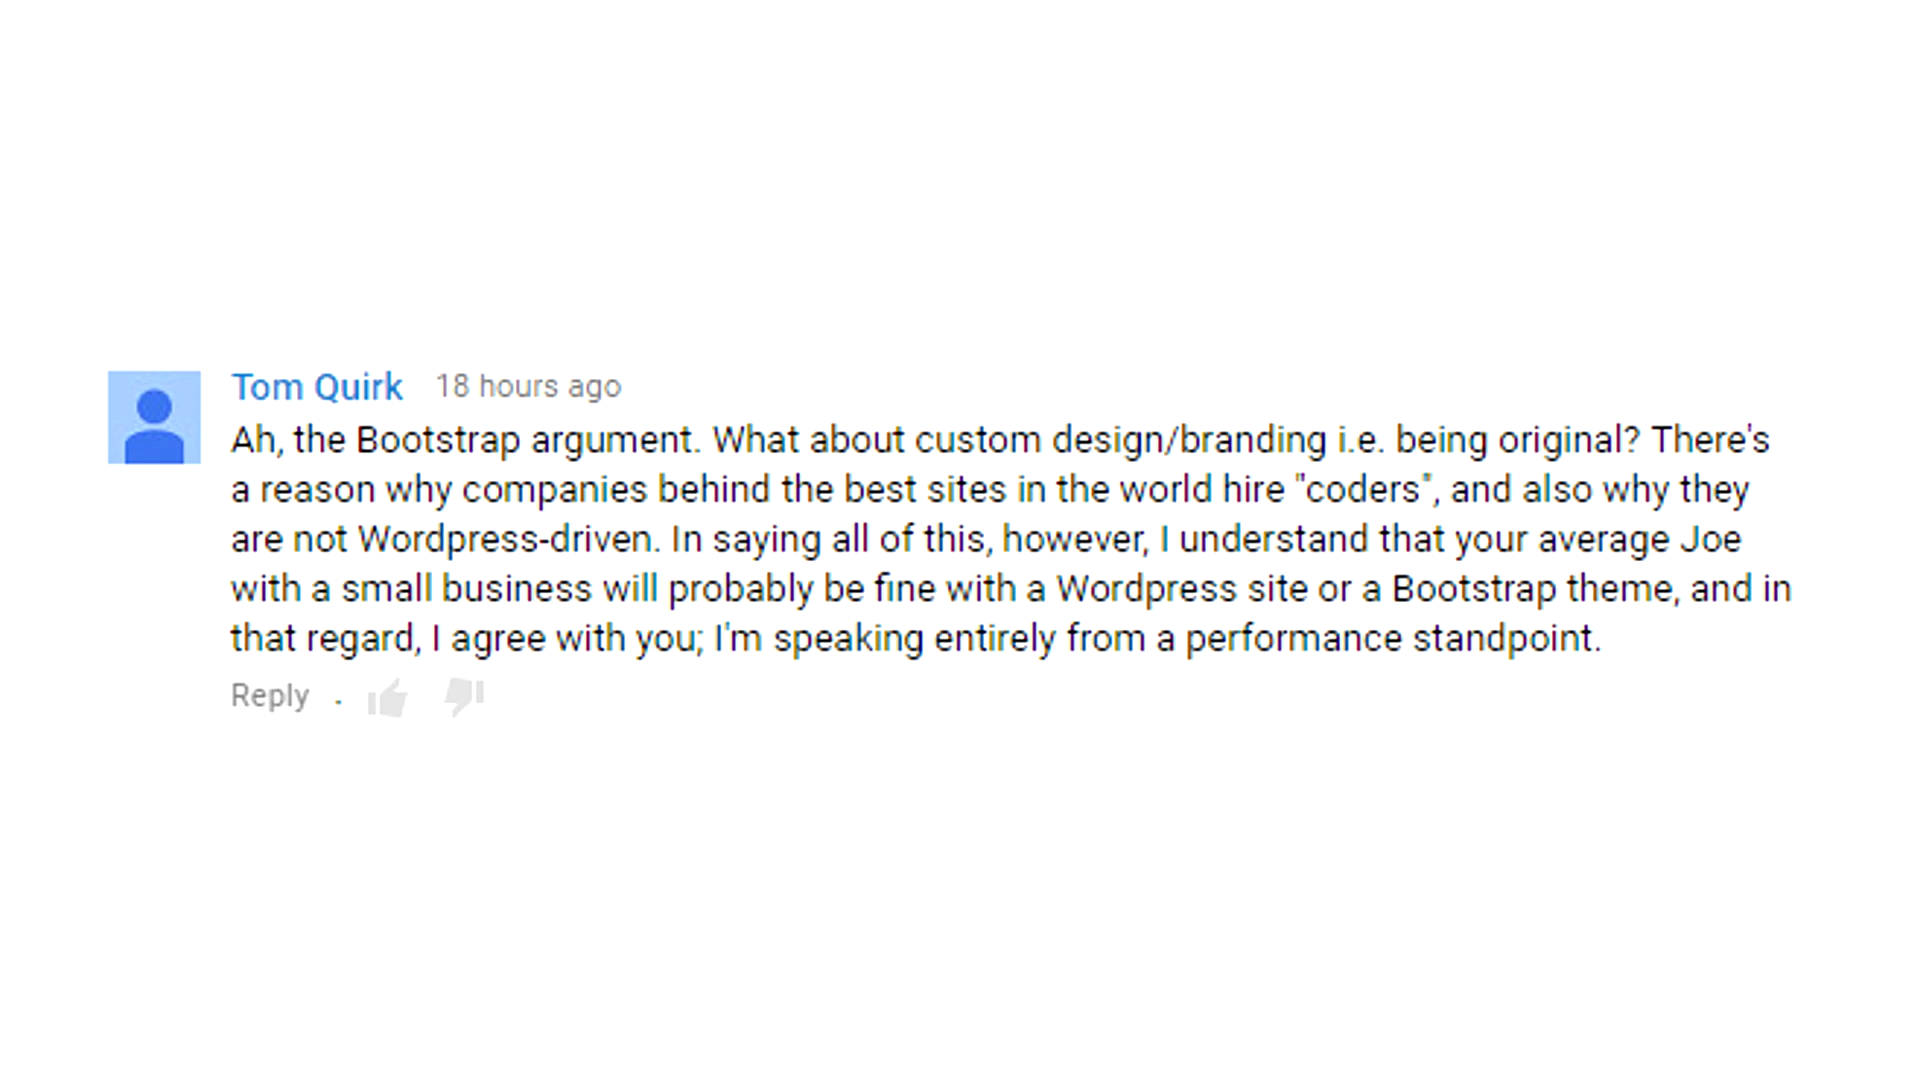 Tom Quirk 18 hours ago
Ah, the Bootstrap argument. What about custom design/branding i.e. being original? There's
a reason why companies behind the best sites in the world hire "coders", and also why they
are not Wordpress-driven. In saying all of this, however, I understand that your average Joe
with a small business will probably be fine with a Wordpress site or a Bootstrap theme, and in
that regard, I agree with you; I'm speaking entirely from a performance standpoint.
Reply .